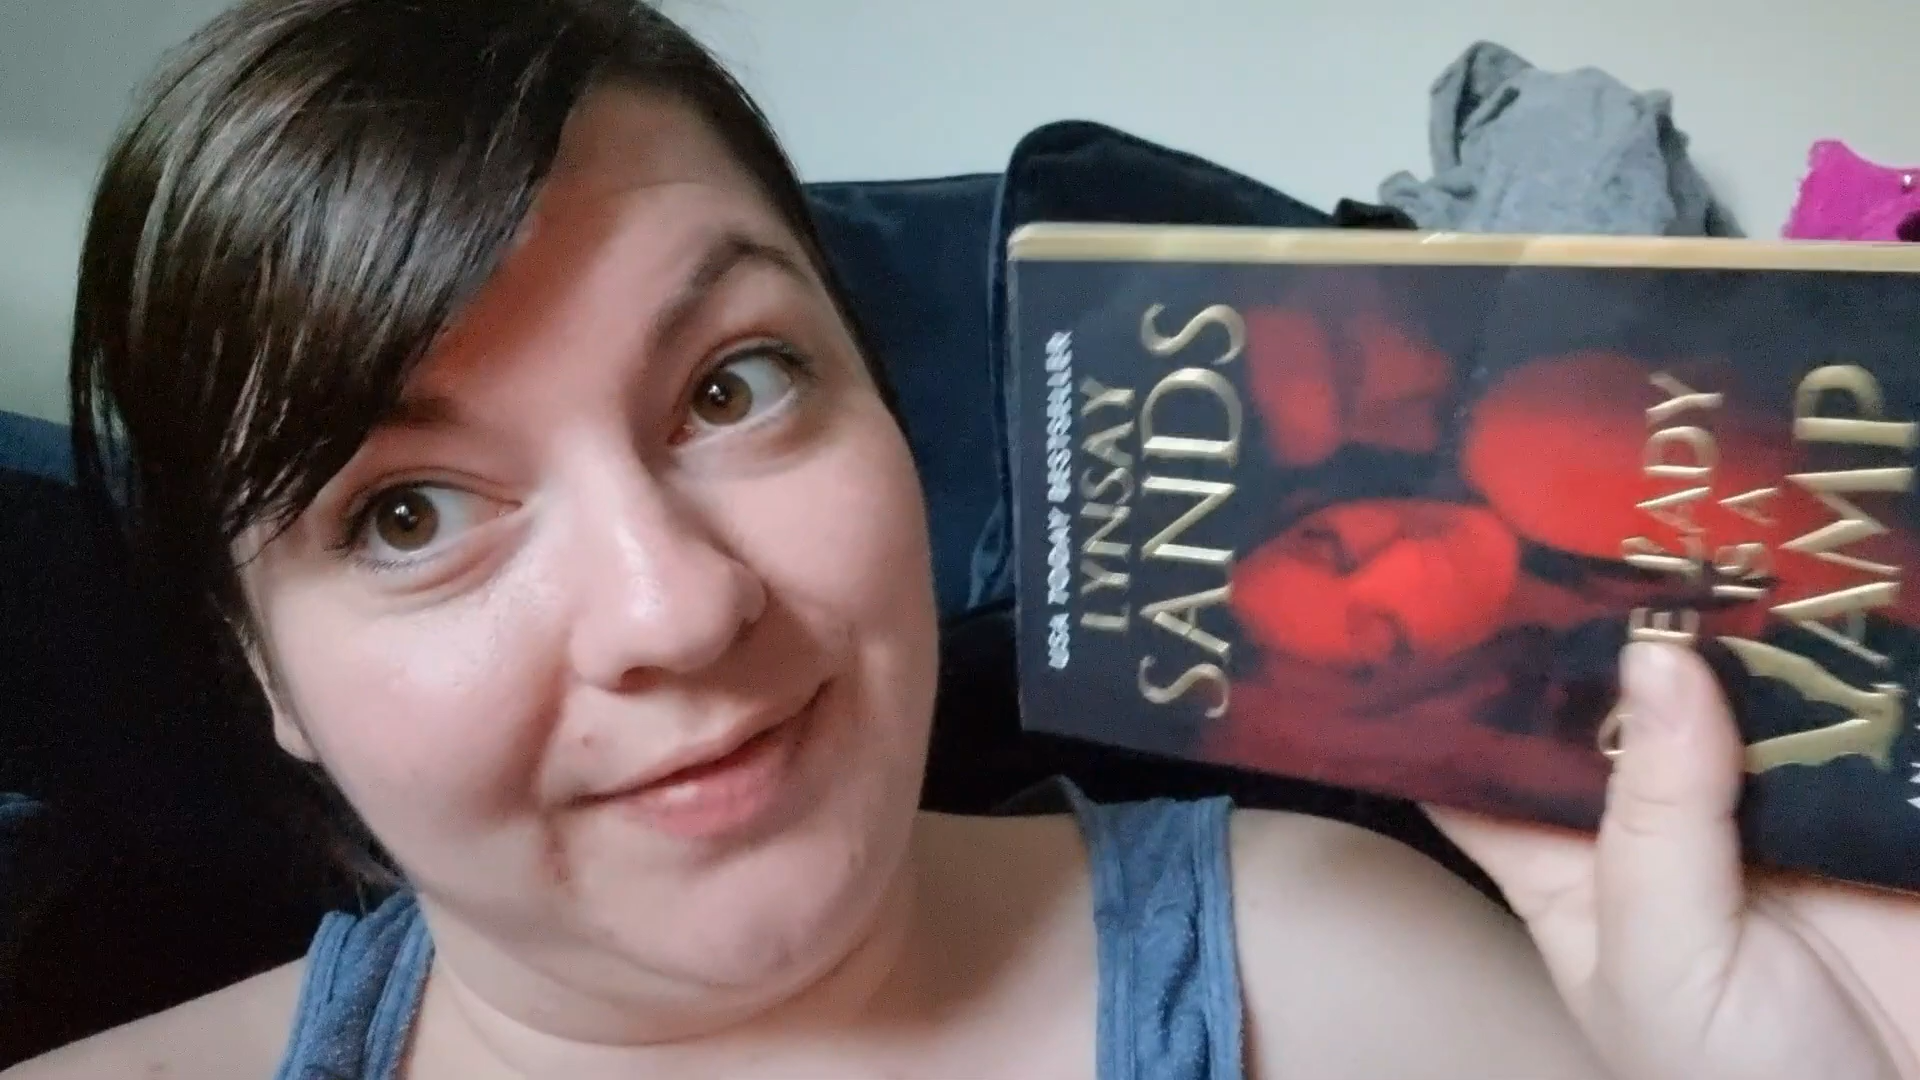 USA TODAY BESTSELLER
LYNSAY
SANDS
LADY
IS A
VAMP